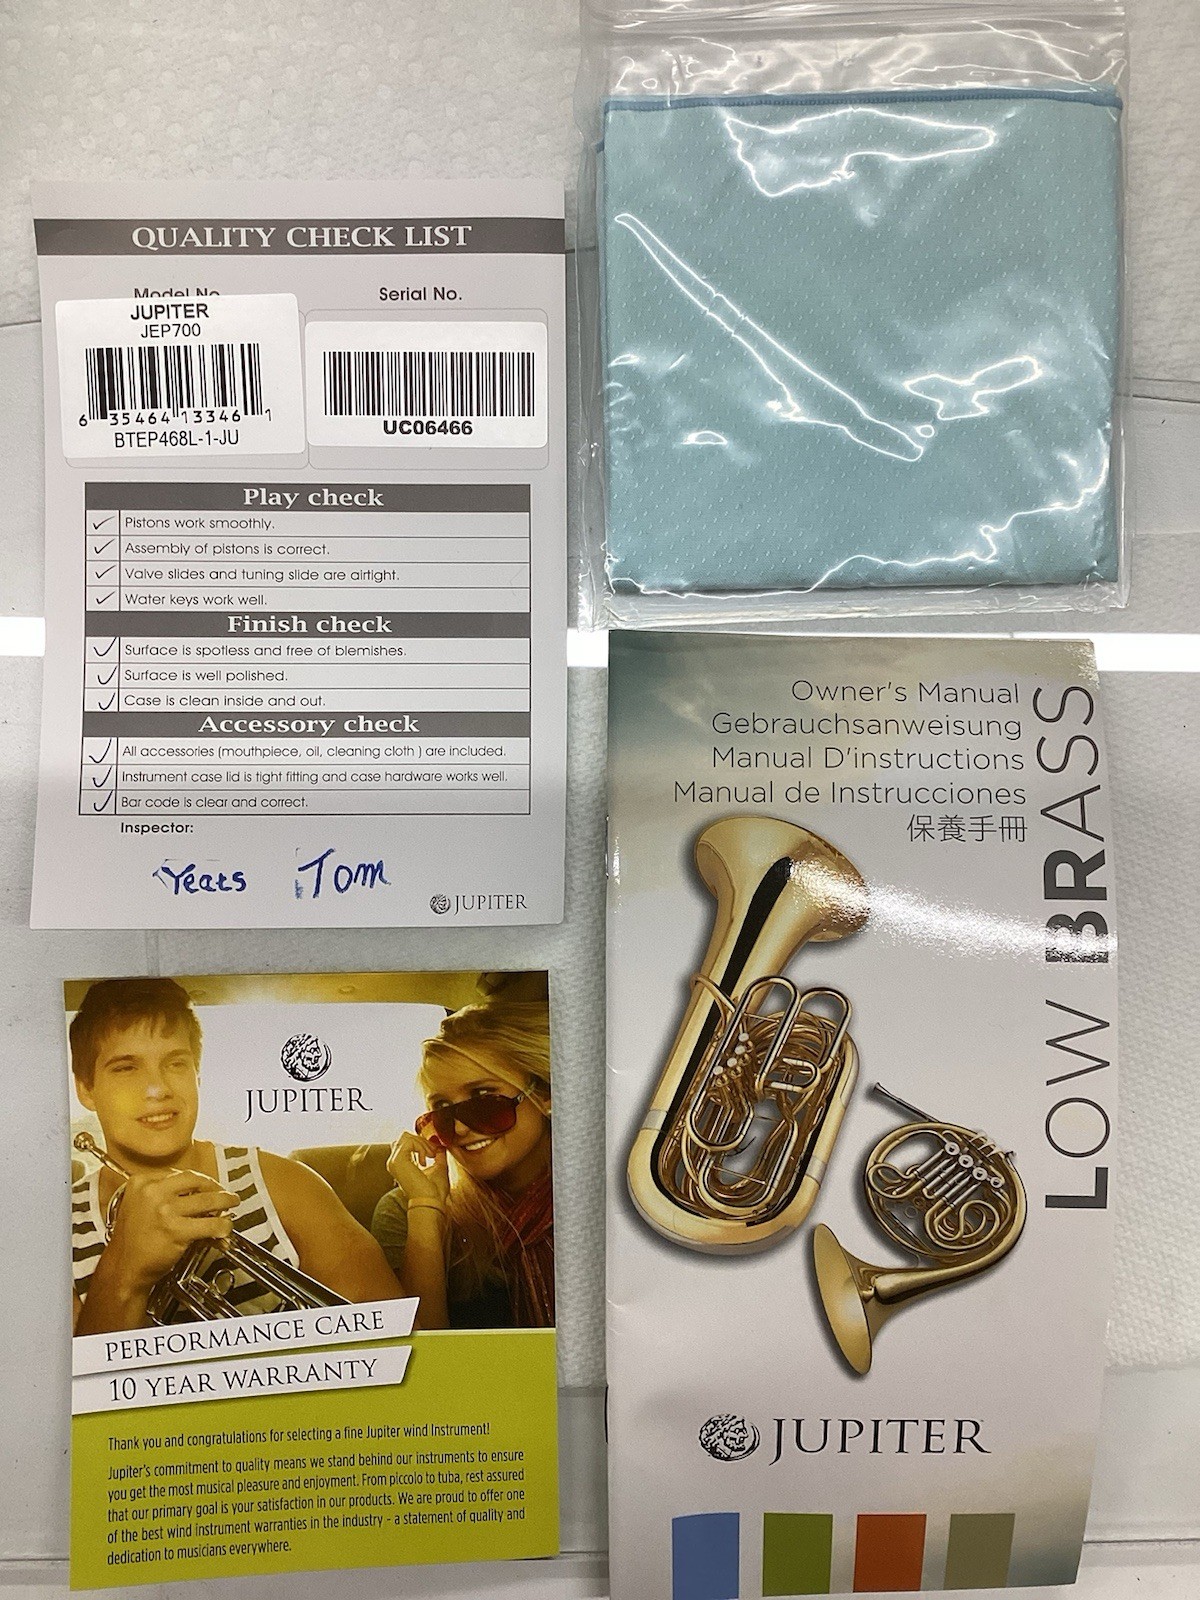 QUALITY CHECK LIST
Model No.
Serial No.
JUPITER
JEP700
6 35464 13346 1
BTEP468L-1-JU
UC06466
Play check
Pistons work smoothly.
Assembly of pistons is correct.
Valve slides and tuning slide are airtight.
Water keys work well.
Finish check
Surface is spotless and free of blemishes.
Surface is well polished.
Case is clean inside and out.
Accessory check
All accessories (mouthpiece, oil, cleaning cloth ) are included.
Instrument case lid is tight fitting and case hardware works well.
Bar code is clear and correct.
Inspector:
Yeats Tom
JUPITER
Owner's Manual
Gebrauchsanweisung
Manual D'instructions
Manual de Instrucciones
保養手冊
LOW BRASS
JUPITER
JUPITER
PERFORMANCE CARE
10 YEAR WARRANTY
Thank you and congratulations for selecting a fine Jupiter wind Instrument!
Jupiter's commitment to quality means we stand behind our instruments to ensure
you get the most musical pleasure and enjoyment. From piccolo to tuba, rest assured
that our primary goal is your satisfaction in our products. We are proud to offer one
of the best wind instrument warranties in the industry - a statement of quality and
dedication to musicians everywhere.